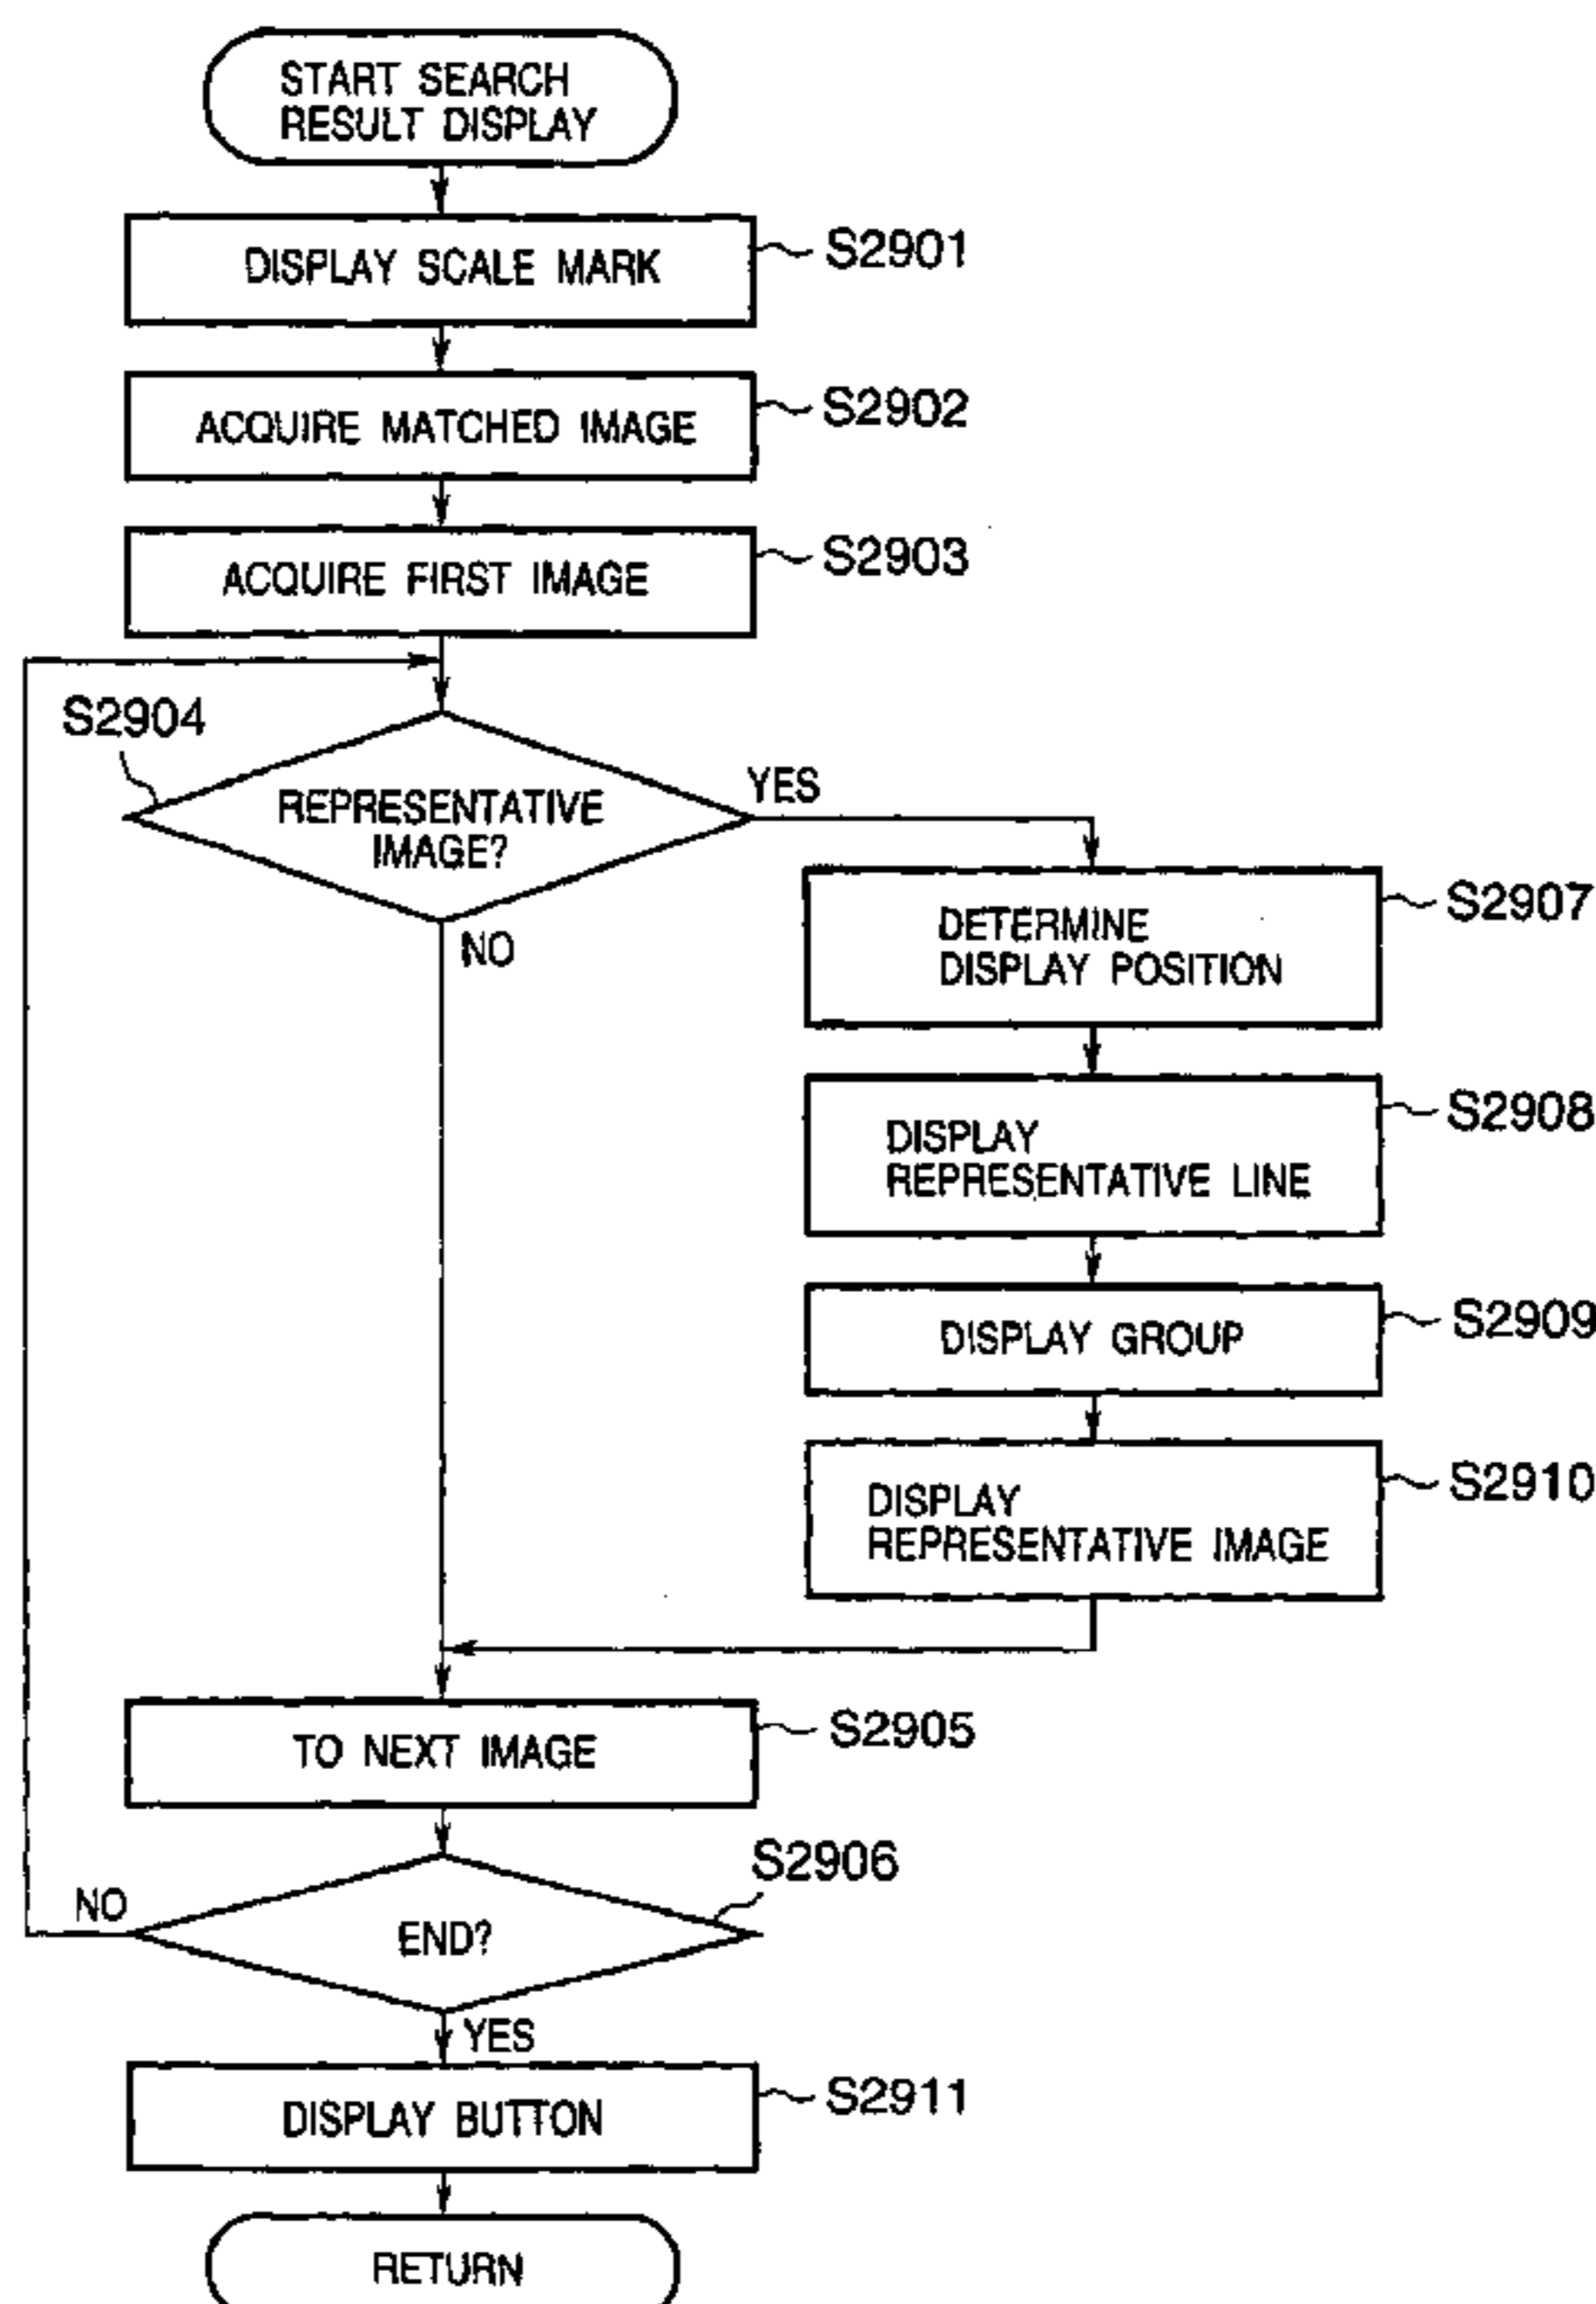 START SEARCH
RESULT DISPLAY
DISPLAY SCALE MARK
S2901
ACQUIRE MATCHED IMAGE
S2902
ACQUIRE FIRST IMAGE
S2903
S2904
REPRESENTATIVE
IMAGE?
YES
NO
DETERMINE
DISPLAY POSITION
S2907
DISPLAY
REPRESENTATIVE LINE
S2908
DISPLAY GROUP
S2909
DISPLAY
REPRESENTATIVE IMAGE
S2910
TO NEXT IMAGE
S2905
S2906
NO
END?
YES
DISPLAY BUTTON
S2911
RETURN